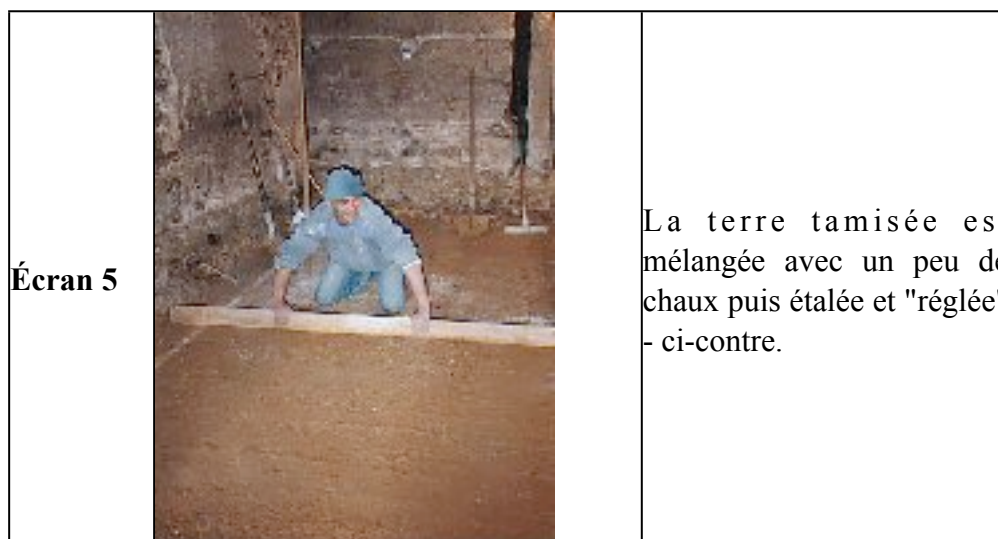 Écran 5
La terre tamisée es
mélangée avec un peu de
chaux puis étalée et "réglée"
- ci-contre.